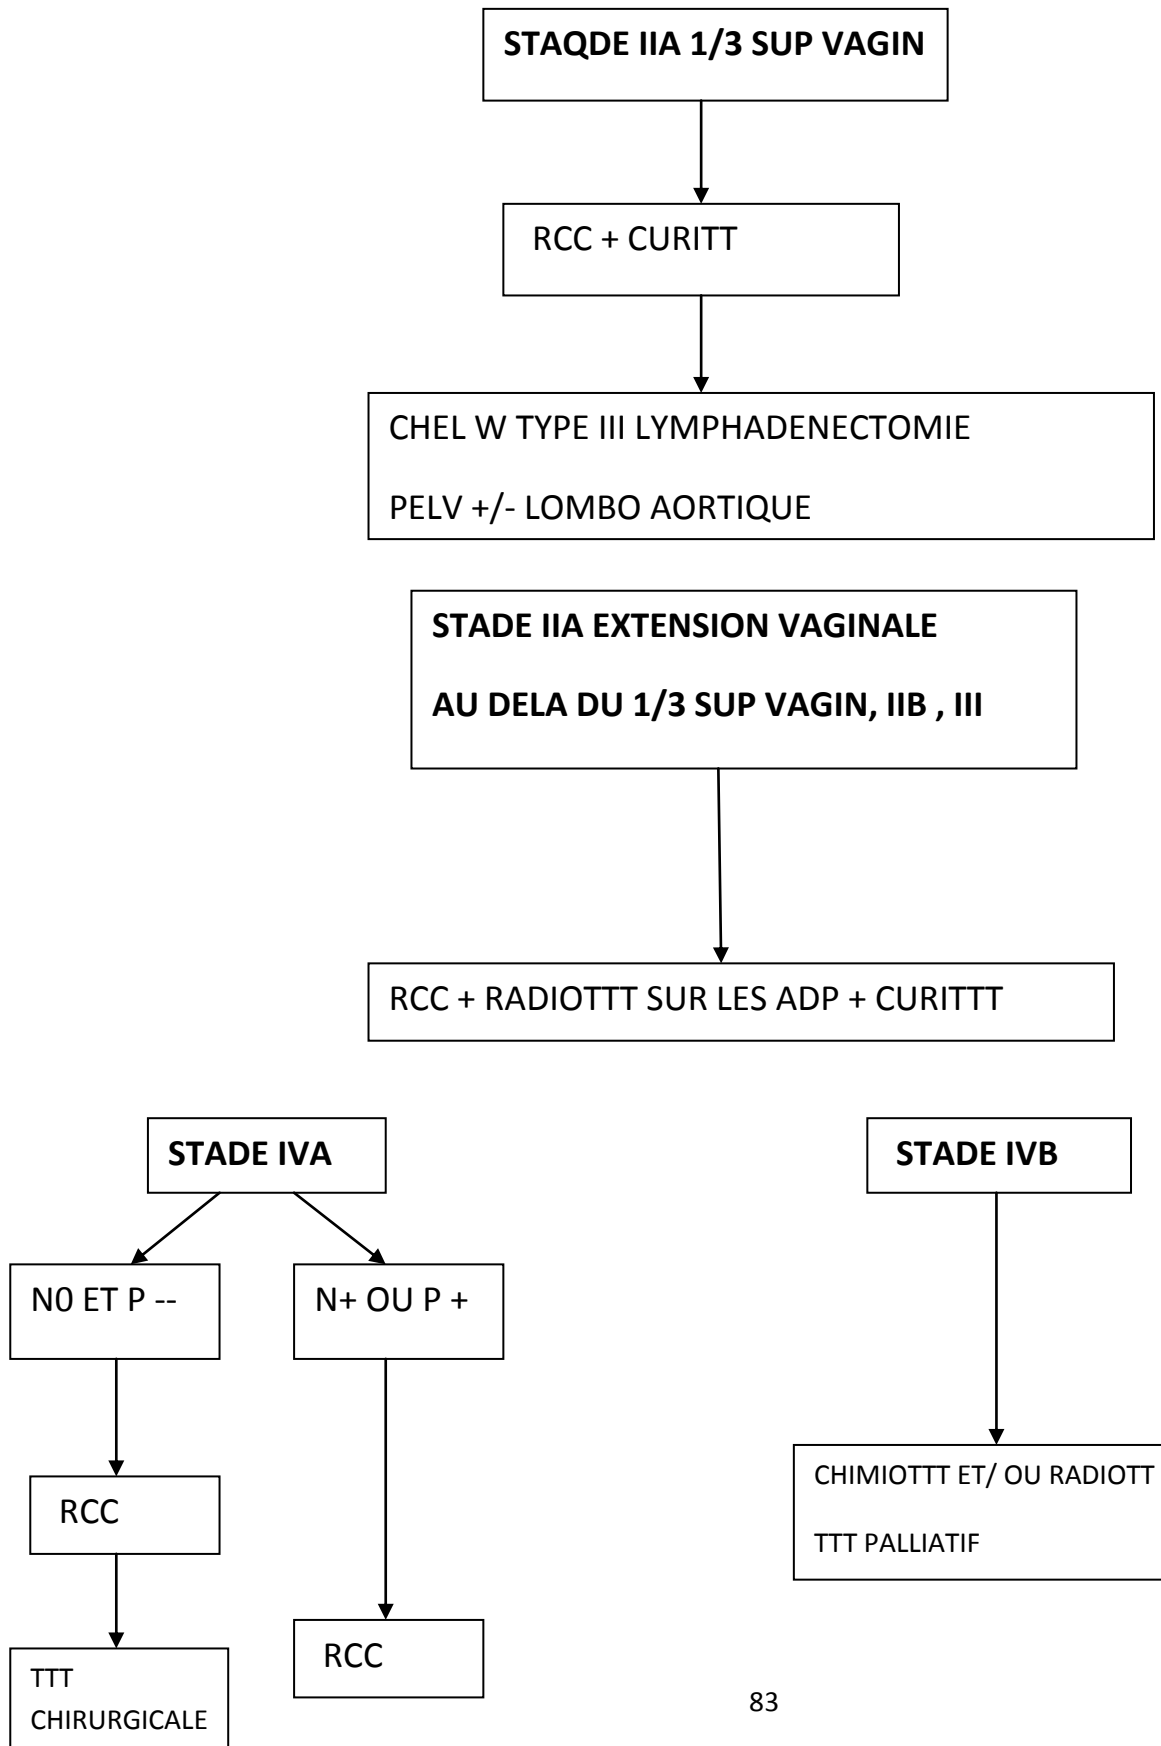 STAQDE IIA 1/3 SUP VAGIN
RCC + CURITT
CHEL W TYPE III LYMPHADENECTOMIE
PELV +/- LOMBO AORTIQUE
STADE IIA EXTENSION VAGINALE
AU DELA DU 1/3 SUP VAGIN, IIB , III
RCC + RADIOTTT SUR LES ADP + CURITTT
STADE IVA
STADE IVB
N0 ET P --
N+ OU P +
RCC
CHIMIOTTT ET/ OU RADIOTT
TTT PALLIATIF
RCC
TTT
CHIRURGICALE
83